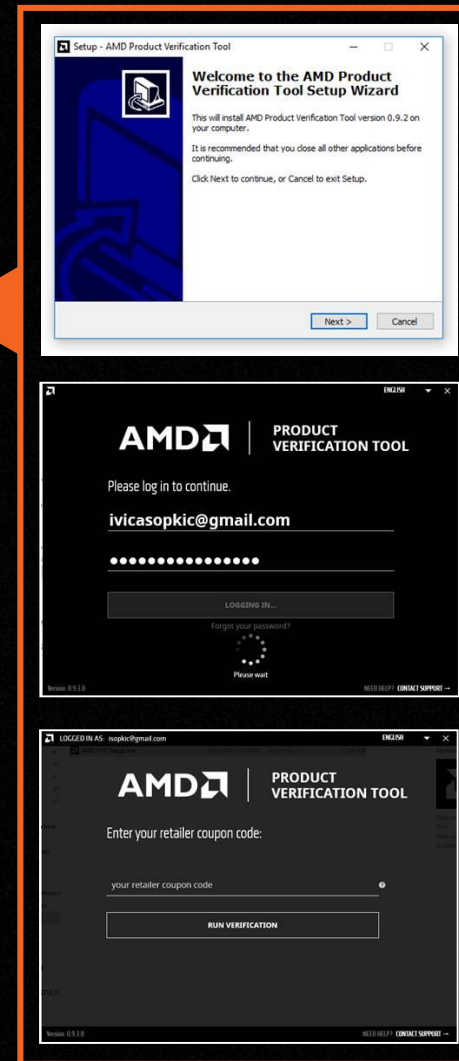 Setup - AMD Product Verification Tool
Welcome to the AMD Product
Verification Tool Setup Wizard
This will install AMD Product Verification Tool version 0.9.2 on
your computer.
It is recommended that you close all other applications before
continuing.
Click Next to continue, or Cancel to exit Setup.
Next >
Cancel
ENGLISH
AMD
PRODUCT
VERIFICATION TOOL
Please log in to continue.
ivicasopkic@gmail.com
LOGGING IN...
Forgot your password?
Please wait
Version 0.9.3.0
NEED HELP? CONTACT SUPPORT
LOGGED IN AS: isopkic@gmail.com
ENGLISH
AMD
PRODUCT
VERIFICATION TOOL
Enter your retailer coupon code:
your retailer coupon code
RUN VERIFICATION
Version 0.9.3.0
NEED HELP? CONTACT SUPPORT